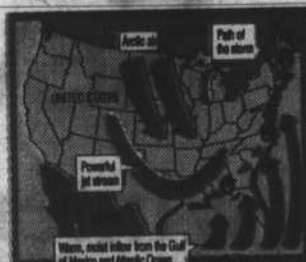 Arctic air
Path of
the storm
UNITED STATES
Powerful
jet stream
Warm, moist inflow from the Gulf
of Mexico and Atlantic Ocean